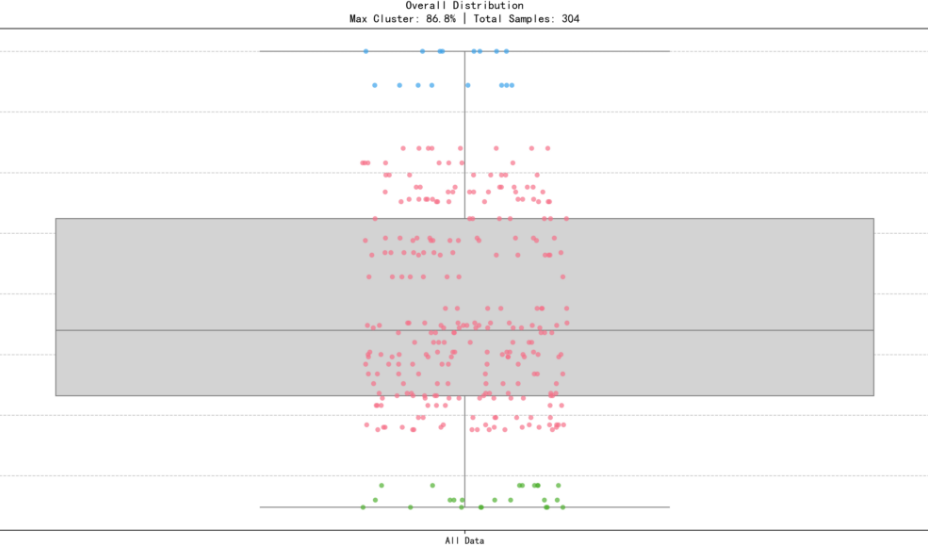 Overall Distribution
Max Cluster: 86.8% | Total Samples: 304
All Data